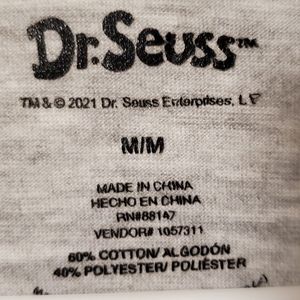 Dr. Seuss™
TM & © 2021 Dr. Seuss Enterprises, L
M/M
MADE IN CHINA
HECHO EN CHINA
RN#88147
VENDOR# 1057311
60% COTTON/ ALGODÓN
40% POLYESTER/ POLIÉSTER